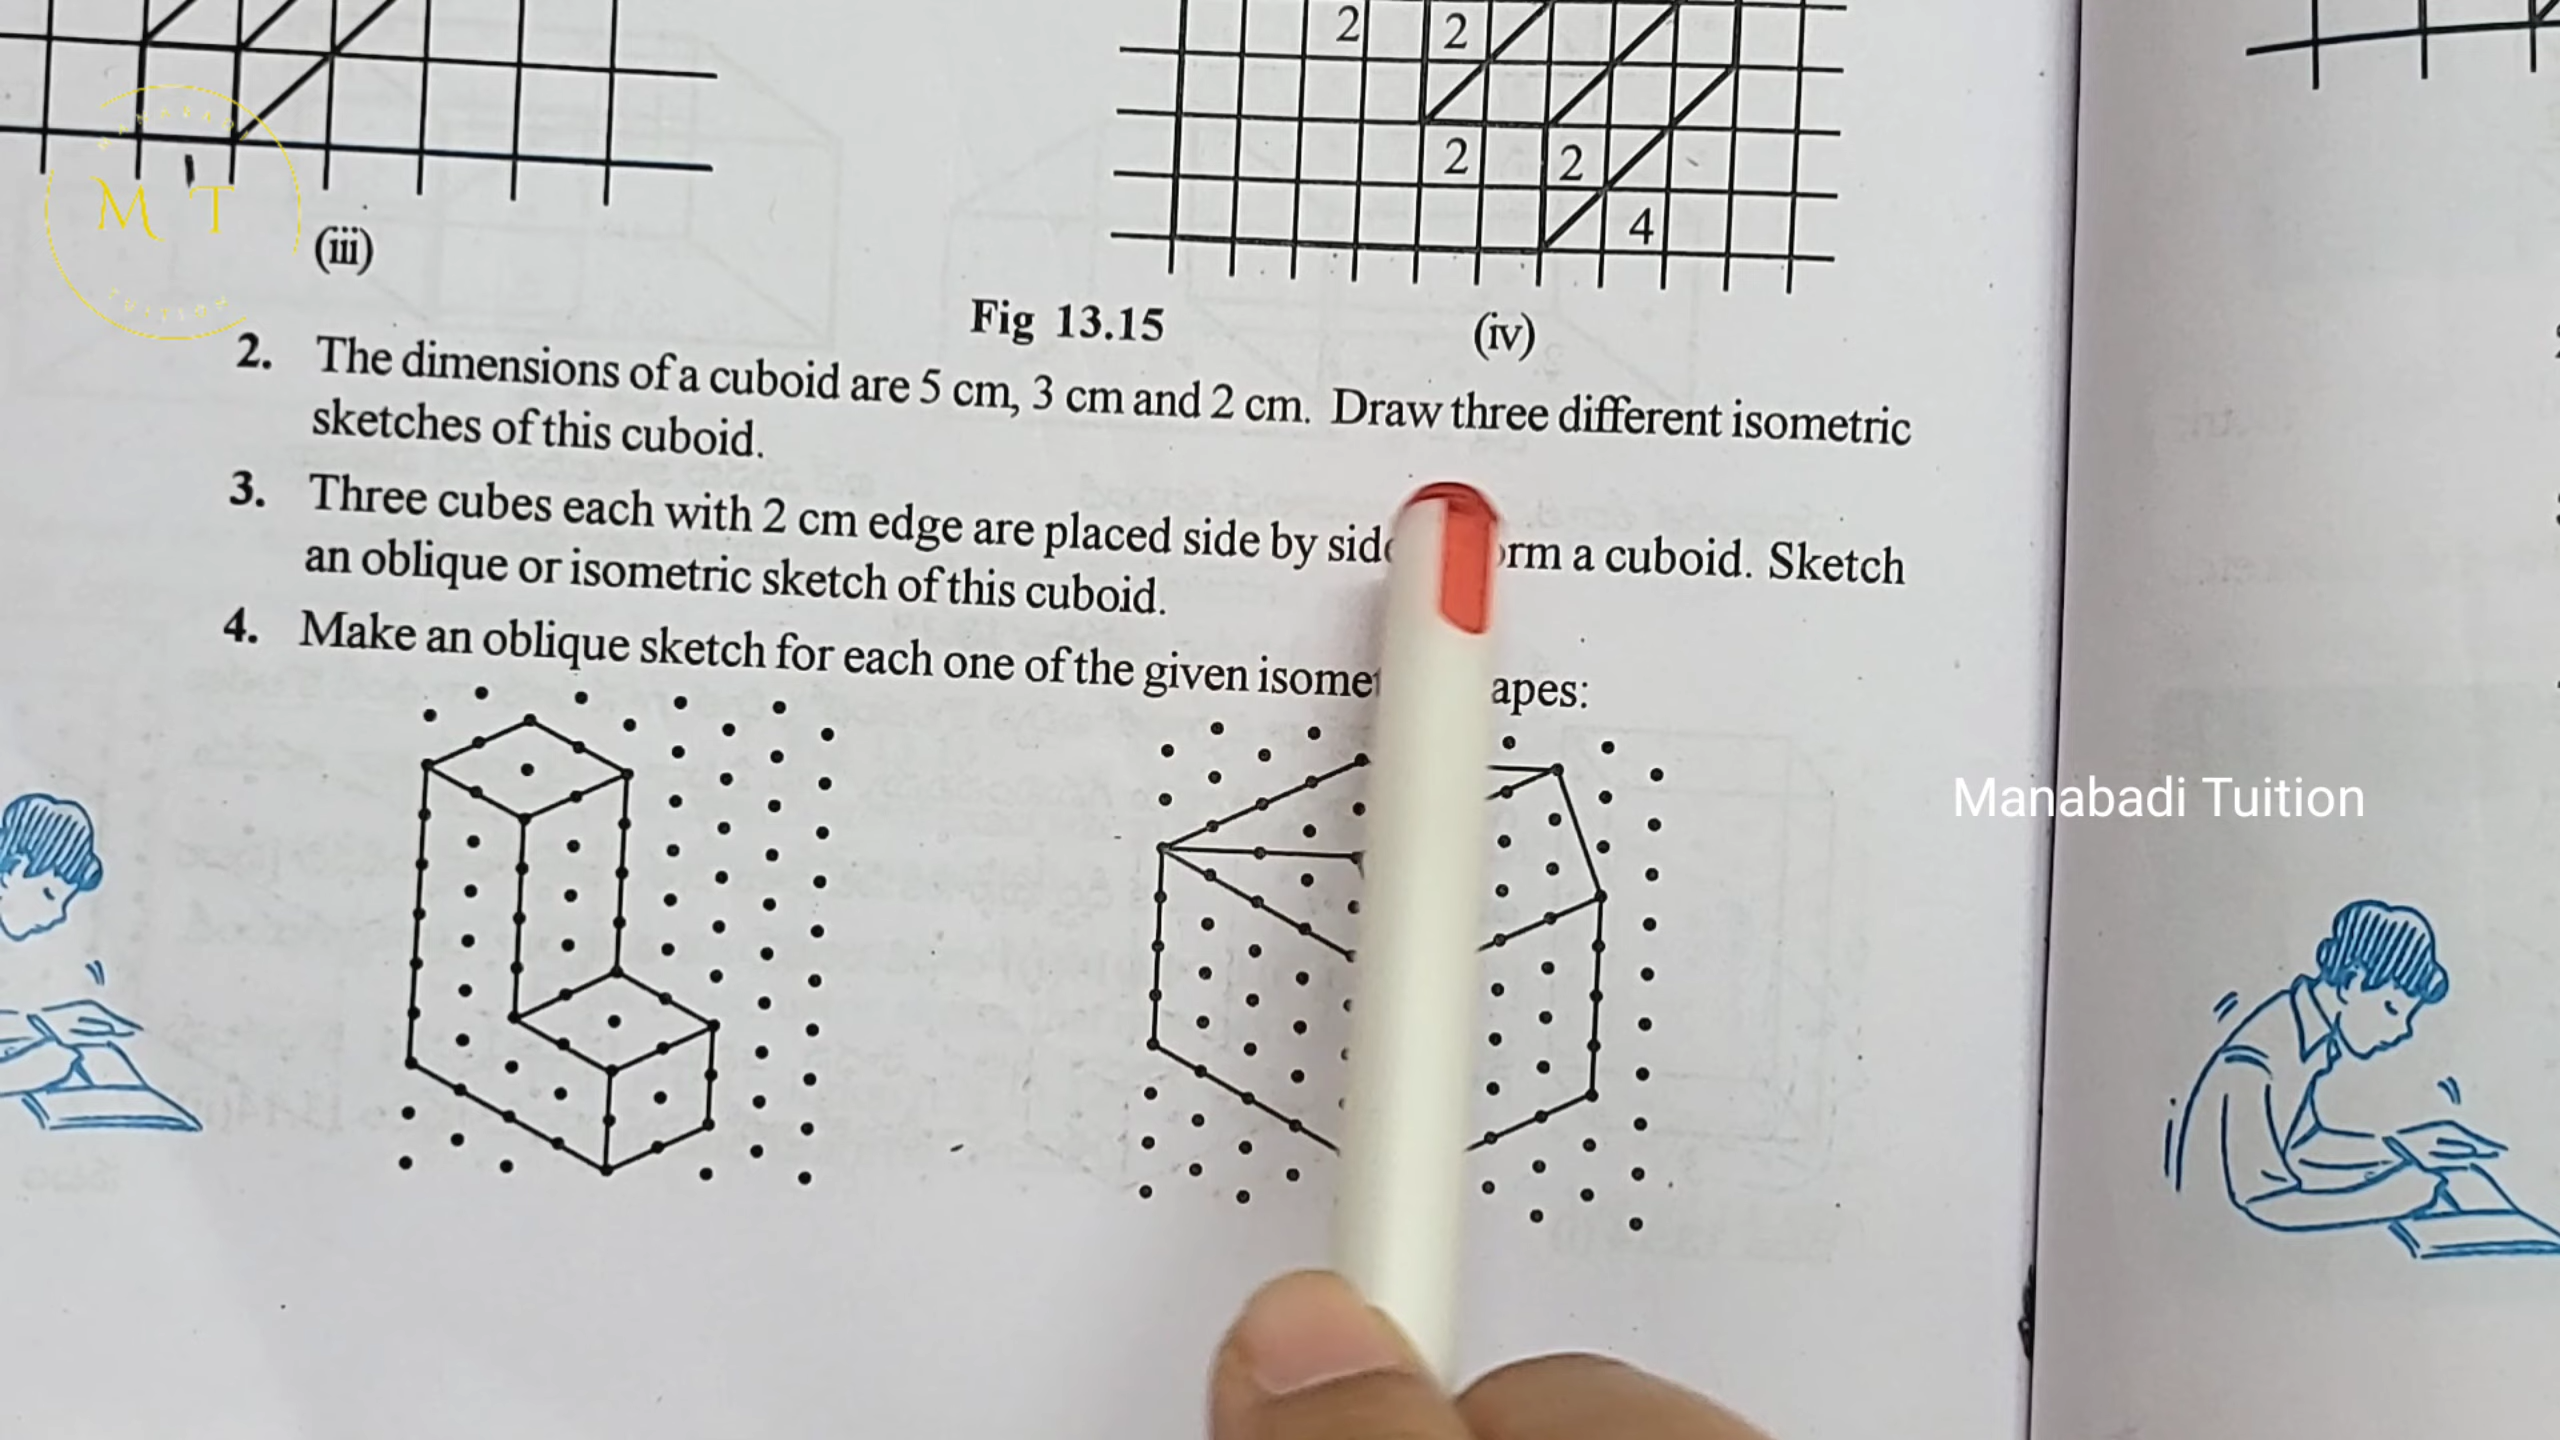 2 2
2 2
4
M T
TUITION
(iii)
Fig 13.15 (iv)
2. The dimensions of a cuboid are 5 cm, 3 cm and 2 cm. Draw three different isometric
sketches of this cuboid.
3. Three cubes each with 2 cm edge are placed side by side a cuboid. Sketch
an oblique or isometric sketch of this cuboid.
4. Make an oblique sketch for each one of the given
Manabadi Tuition